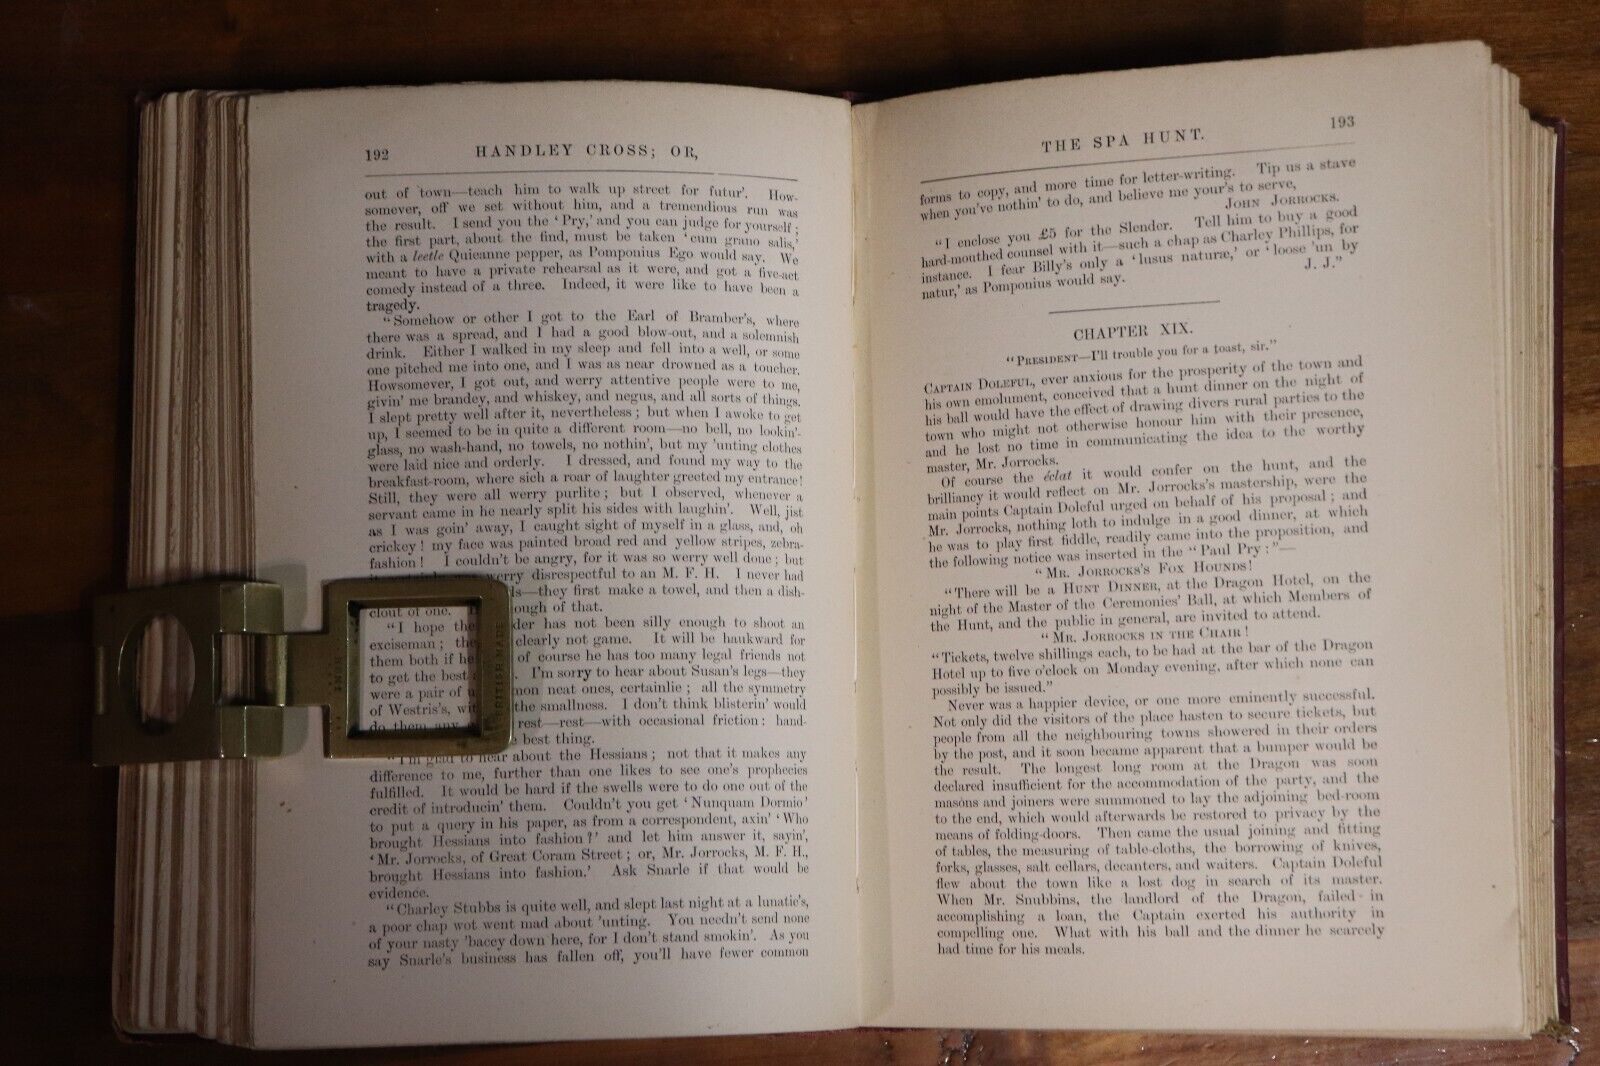 192 HANDLEY CROSS; OR,
out of town—teach him to walk up street for futur'. How-
somever, off we set without him, and a tremendious run was
the result. I send you the 'Pry,' and you can judge for yourself;
the first part, about the find, must be taken 'cum grano salis,'
with a leetle Quieanne pepper, as Pomponius Ego would say. We
meant to have a private rehearsal as it were, and got a five-act
comedy instead of a three. Indeed, it were like to have been a
tragedy.
"Somehow or other I got to the Earl of Bramber's, where
there was a spread, and I had a good blow-out, and a solemnish
drink. Either I walked in my sleep and fell into a well, or some
one pitched me into one, and I was as near drowned as a toucher.
Howsomever, I got out, and werry attentive people were to me,
givin' me brandey, and whiskey, and negus, and all sorts of things.
I slept pretty well after it, nevertheless; but when I awoke to get
up, I seemed to be in quite a different room—no bell, no lookin'-
glass, no wash-hand, no towels, no nothin', but my 'unting clothes
were laid nice and orderly. I dressed, and found my way to the
breakfast-room, where sich a roar of laughter greeted my entrance!
Still, they were all werry purlite; but I observed, whenever a
servant came in he nearly split his sides with laughin'. Well, jist
as I was goin' away, I caught sight of myself in a glass, and, oh
crickey! my face was painted broad red and yellow stripes, zebra-
fashion! I couldn't be angry, for it was so werry well done; but
werry disrespectful to an M. F. H. I never had
—they first make a towel, and then a dish-
clout of one. ough of that.
"I hope the der has not been silly enough to shoot an
exciseman; the clearly not game. It will be haukward for
them both if he of course he has too many legal friends not
to get the best I'm sorry to hear about Susan's legs—they
were a pair of u mon neat ones, certainlie; all the symmetry
of Westris's, wit the smallness. I don't think blisterin' would
do them any rest—rest—with occasional friction: hand-
best thing.
"I'm glad to hear about the Hessians; not that it makes any
difference to me, further than one likes to see one's prophecies
fulfilled. It would be hard if the swells were to do one out of the
credit of introducin' them. Couldn't you get 'Nunquam Dormio'
to put a query in his paper, as from a correspondent, axin' 'Who
brought Hessians into fashion?' and let him answer it, sayin',
'Mr. Jorrocks, of Great Coram Street; or, Mr. Jorrocks, M. F. H.,
brought Hessians into fashion.' Ask Snarle if that would be
evidence.
"Charley Stubbs is quite well, and slept last night at a lunatic's,
a poor chap wot went mad about 'unting. You needn't send none
of your nasty 'bacey down here, for I don't stand smokin'. As you
say Snarle's business has fallen off, you'll have fewer common
BRITISH MADE
THE SPA HUNT. 193
forms to copy, and more time for letter-writing. Tip us a stave
when you've nothin' to do, and believe me your's to serve,
JOHN JORROCKS.
"I enclose you £5 for the Slender. Tell him to buy a good
hard-mouthed counsel with it—such a chap as Charley Phillips, for
instance. I fear Billy's only a 'lusus naturæ,' or 'loose 'un by
natur,' as Pomponius would say. J. J."
CHAPTER XIX.
"PRESIDENT—I'll trouble you for a toast, sir."
CAPTAIN DOLEFUL, ever anxious for the prosperity of the town and
his own emolument, conceived that a hunt dinner on the night of
his ball would have the effect of drawing divers rural parties to the
town who might not otherwise honour him with their presence,
and he lost no time in communicating the idea to the worthy
master, Mr. Jorrocks.
Of course the éclat it would confer on the hunt, and the
brilliancy it would reflect on Mr. Jorrocks's mastership, were the
main points Captain Doleful urged on behalf of his proposal; and
Mr. Jorrocks, nothing loth to indulge in a good dinner, at which
he was to play first fiddle, readily came into the proposition, and
the following notice was inserted in the "Paul Pry:"—
"MR. JORROCKS'S FOX HOUNDS!
"There will be a HUNT DINNER, at the Dragon Hotel, on the
night of the Master of the Ceremonies' Ball, at which Members of
the Hunt, and the public in general, are invited to attend.
"MR. JORROCKS IN THE CHAIR!
"Tickets, twelve shillings each, to be had at the bar of the Dragon
Hotel up to five o'clock on Monday evening, after which none can
possibly be issued."
Never was a happier device, or one more eminently successful.
Not only did the visitors of the place hasten to secure tickets, but
people from all the neighbouring towns showered in their orders
by the post, and it soon became apparent that a bumper would be
the result. The longest long room at the Dragon was soon
declared insufficient for the accommodation of the party, and the
masons and joiners were summoned to lay the adjoining bed-room
to the end, which would afterwards be restored to privacy by the
means of folding-doors. Then came the usual joining and fitting
of tables, the measuring of table-cloths, the borrowing of knives,
forks, glasses, salt cellars, decanters, and waiters. Captain Doleful
flew about the town like a lost dog in search of its master.
When Mr. Snubbins, the landlord of the Dragon, failed in
accomplishing a loan, the Captain exerted his authority in
compelling one. What with his ball and the dinner he scarcely
had time for his meals.